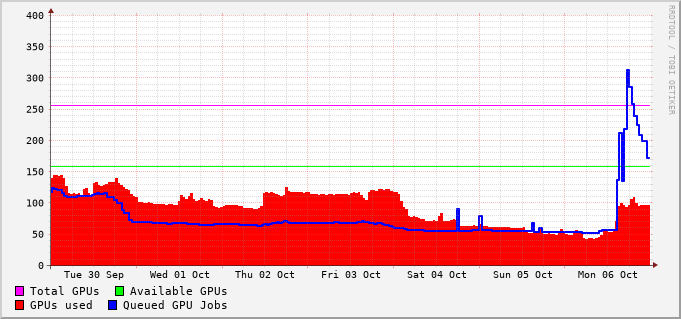 400
350
300
250
200
150
100
50
0
Tue 30 Sep Wed 01 Oct Thu 02 Oct Fri 03 Oct Sat 04 Oct Sun 05 Oct Mon 06 Oct
Total GPUs Available GPUs
GPUs used Queued GPU Jobs
RRDTOOL / TOBI OETIKER